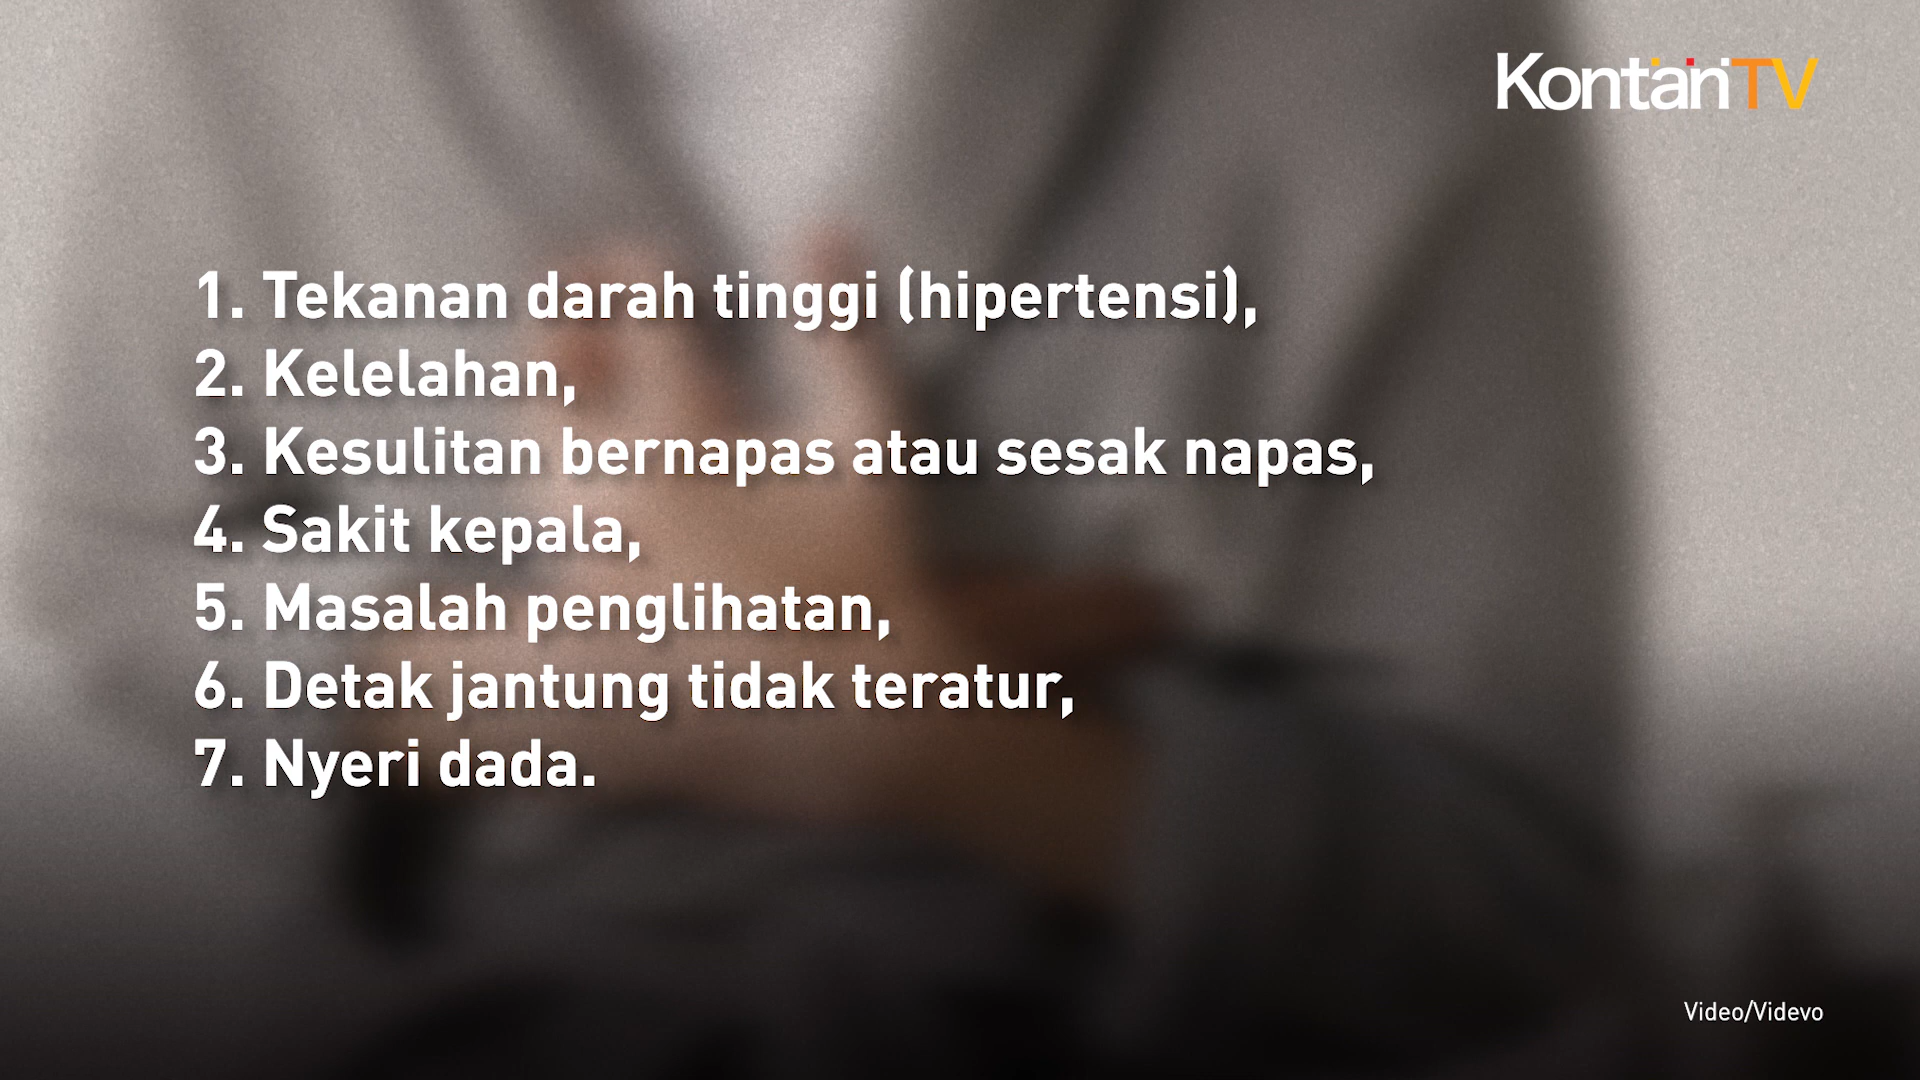 KontanTV
1. Tekanan darah tinggi (hipertensi),
2. Kelelahan,
3. Kesulitan bernapas atau sesak napas,
4. Sakit kepala,
5. Masalah penglihatan,
6. Detak jantung tidak teratur,
7. Nyeri dada.
Video/Videvo